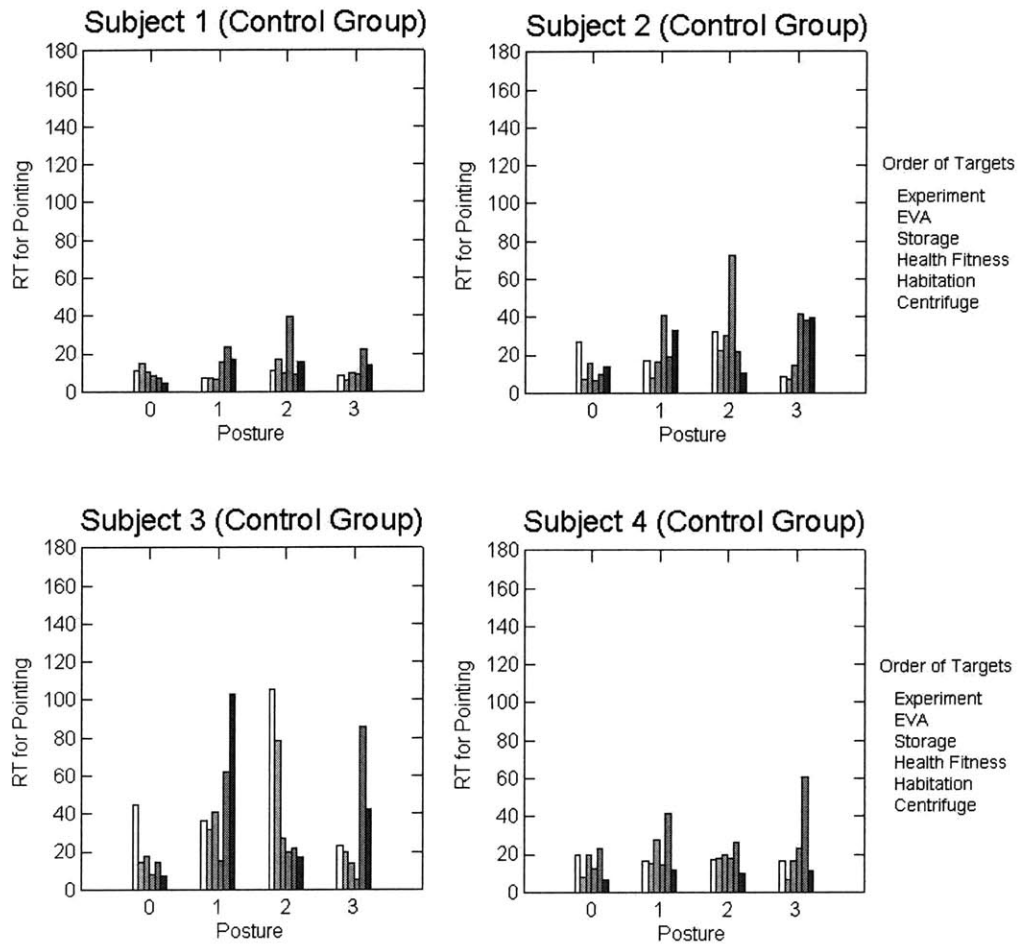 Subject 1 (Control Group)
180
160
140
120
100
80
60
40
20
0
RT for Pointing
0 1 2 3
Posture
Subject 2 (Control Group)
180
160
140
120
100
80
60
40
20
0
RT for Pointing
0 1 2 3
Posture
Order of Targets
Experiment
EVA
Storage
Health Fitness
Habitation
Centrifuge
Subject 3 (Control Group)
180
160
140
120
100
80
60
40
20
0
RT for Pointing
0 1 2 3
Posture
Subject 4 (Control Group)
180
160
140
120
100
80
60
40
20
0
RT for Pointing
0 1 2 3
Posture
Order of Targets
Experiment
EVA
Storage
Health Fitness
Habitation
Centrifuge